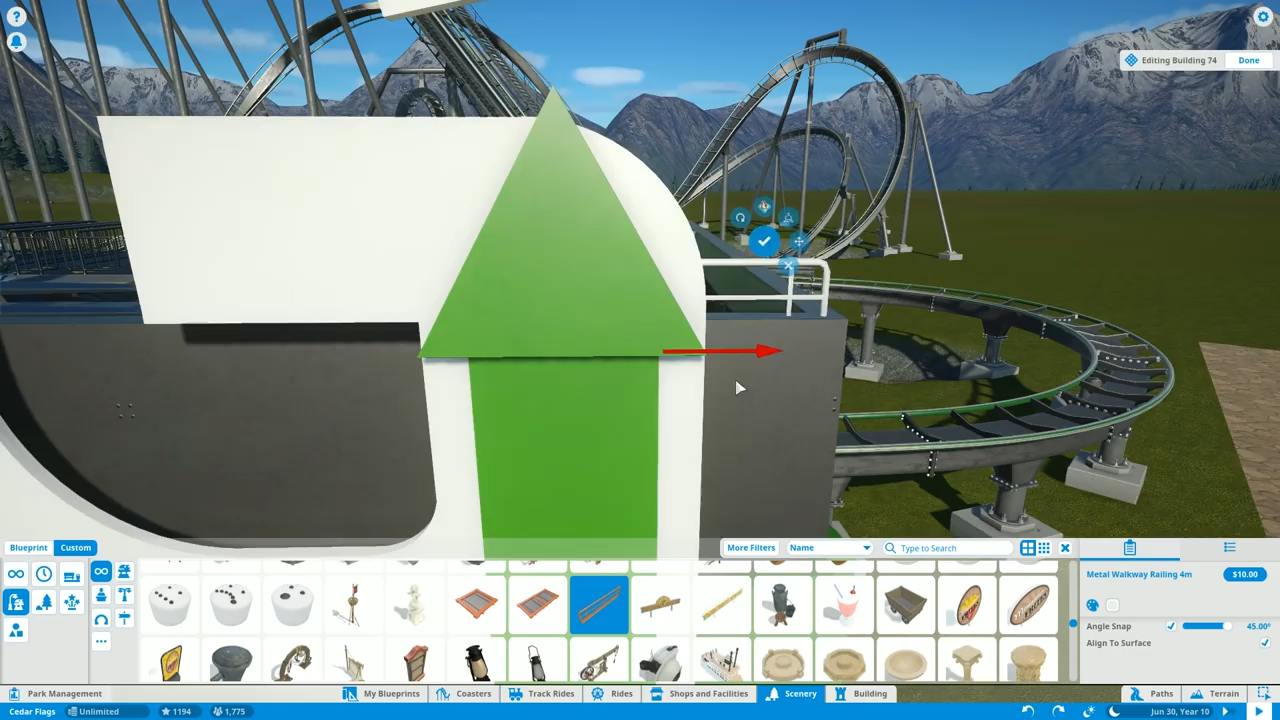 ?
Editing Building 74 Done
Blueprint Custom More Filters Name Type to Search
Metal Walkway Railing 4m $10.00
Angle Snap 45.00°
Align To Surface
Park Management My Blueprints Coasters Track Rides Rides Shops and Facilities Scenery Building Paths Terrain
Cedar Flags Unlimited 1194 1,775 Jun 30, Year 10